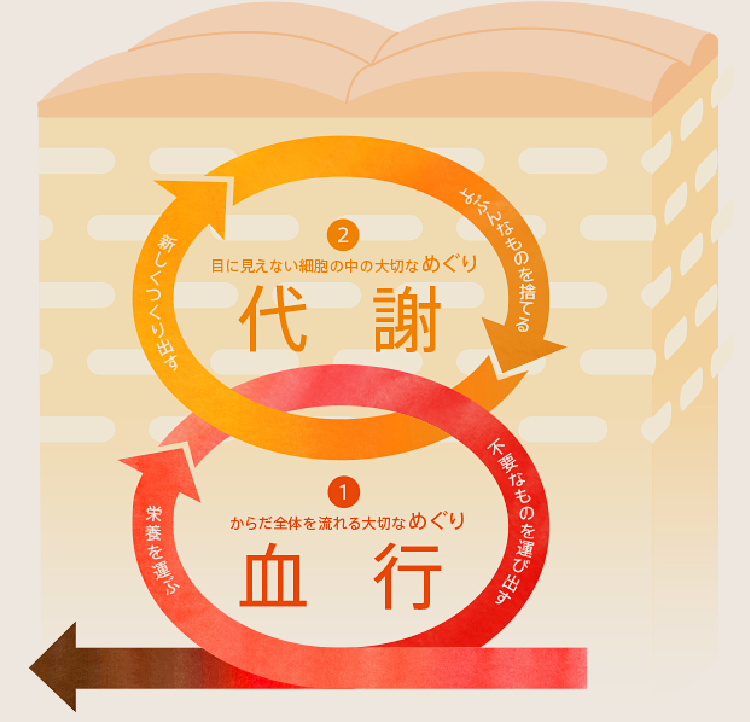 2
目に見えない細胞の中の大切なめぐり
代謝
よぶんなものを捨てる
新しくつくり出す
1
からだ全体を流れる大切なめぐり
血行
不要なものを運び出す
栄養を運ぶ